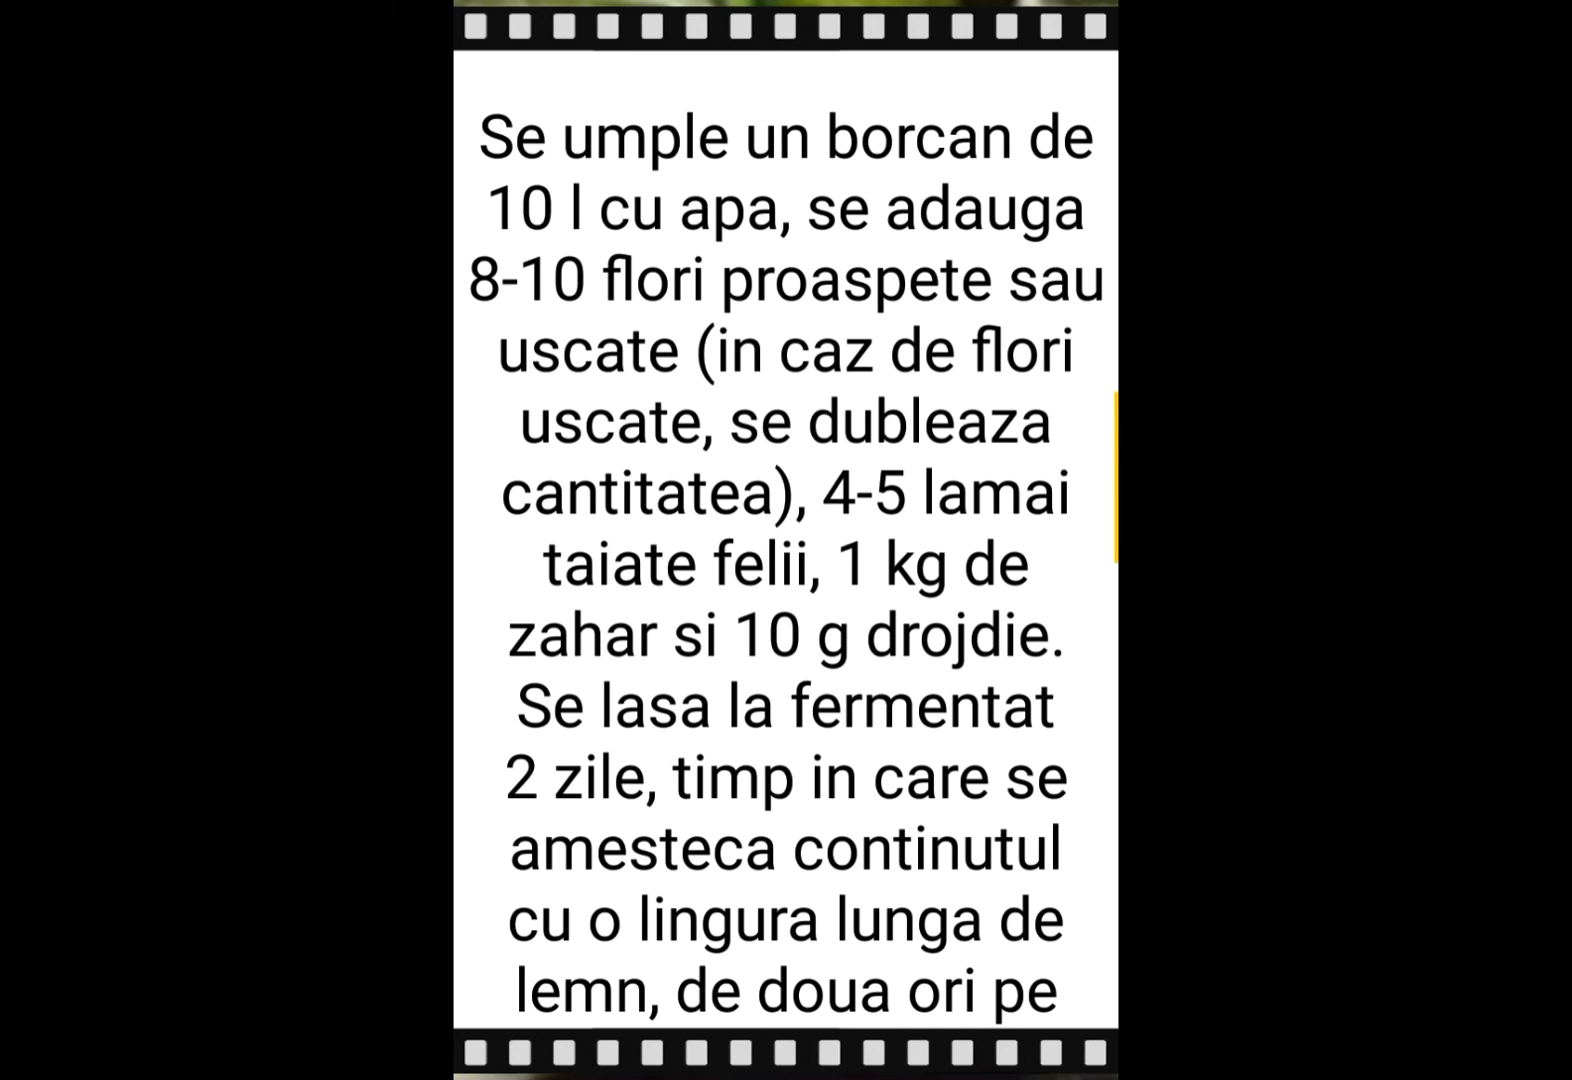 Se umple un borcan de
10 l cu apa, se adauga
8-10 flori proaspete sau
uscate (in caz de flori
uscate, se dubleaza
cantitatea), 4-5 lamai
taiate felii, 1 kg de
zahar si 10 g drojdie.
Se lasa la fermentat
2 zile, timp in care se
amesteca continutul
cu o lingura lunga de
lemn, de doua ori pe